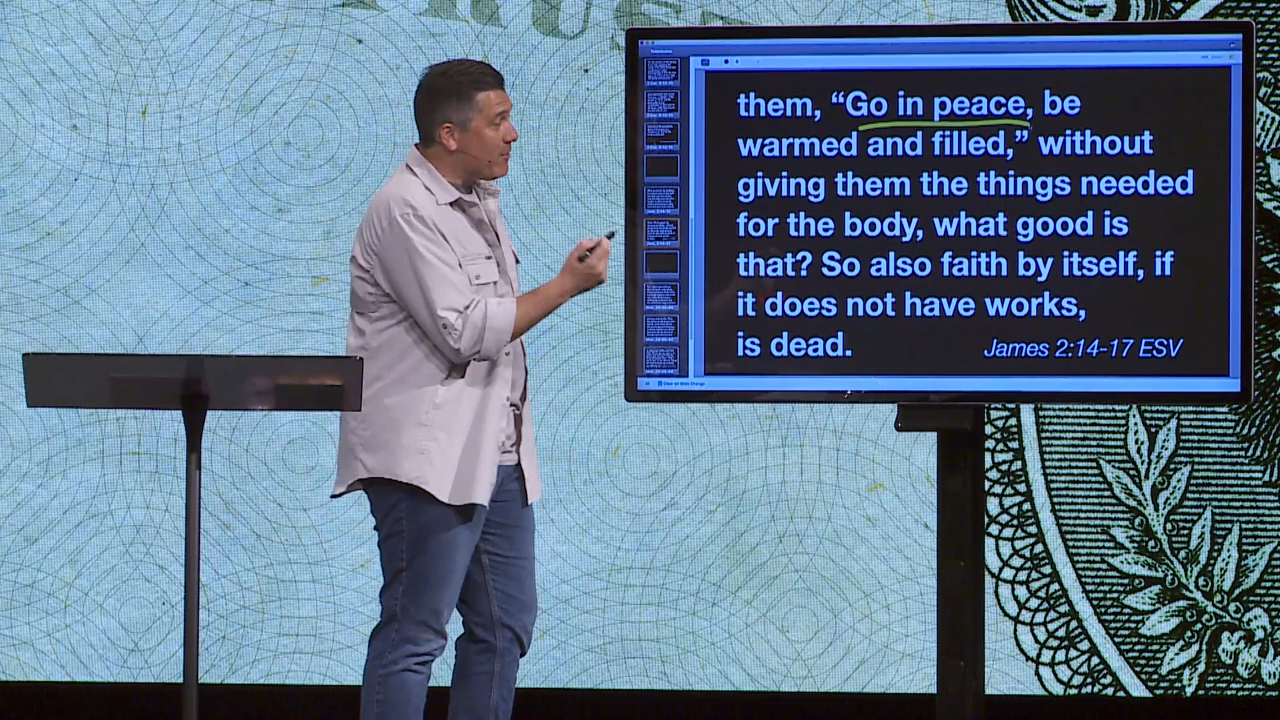 them, “Go in peace, be
warmed and filled,” without
giving them the things needed
for the body, what good is
that? So also faith by itself, if
it does not have works,
is dead.
James 2:14-17 ESV